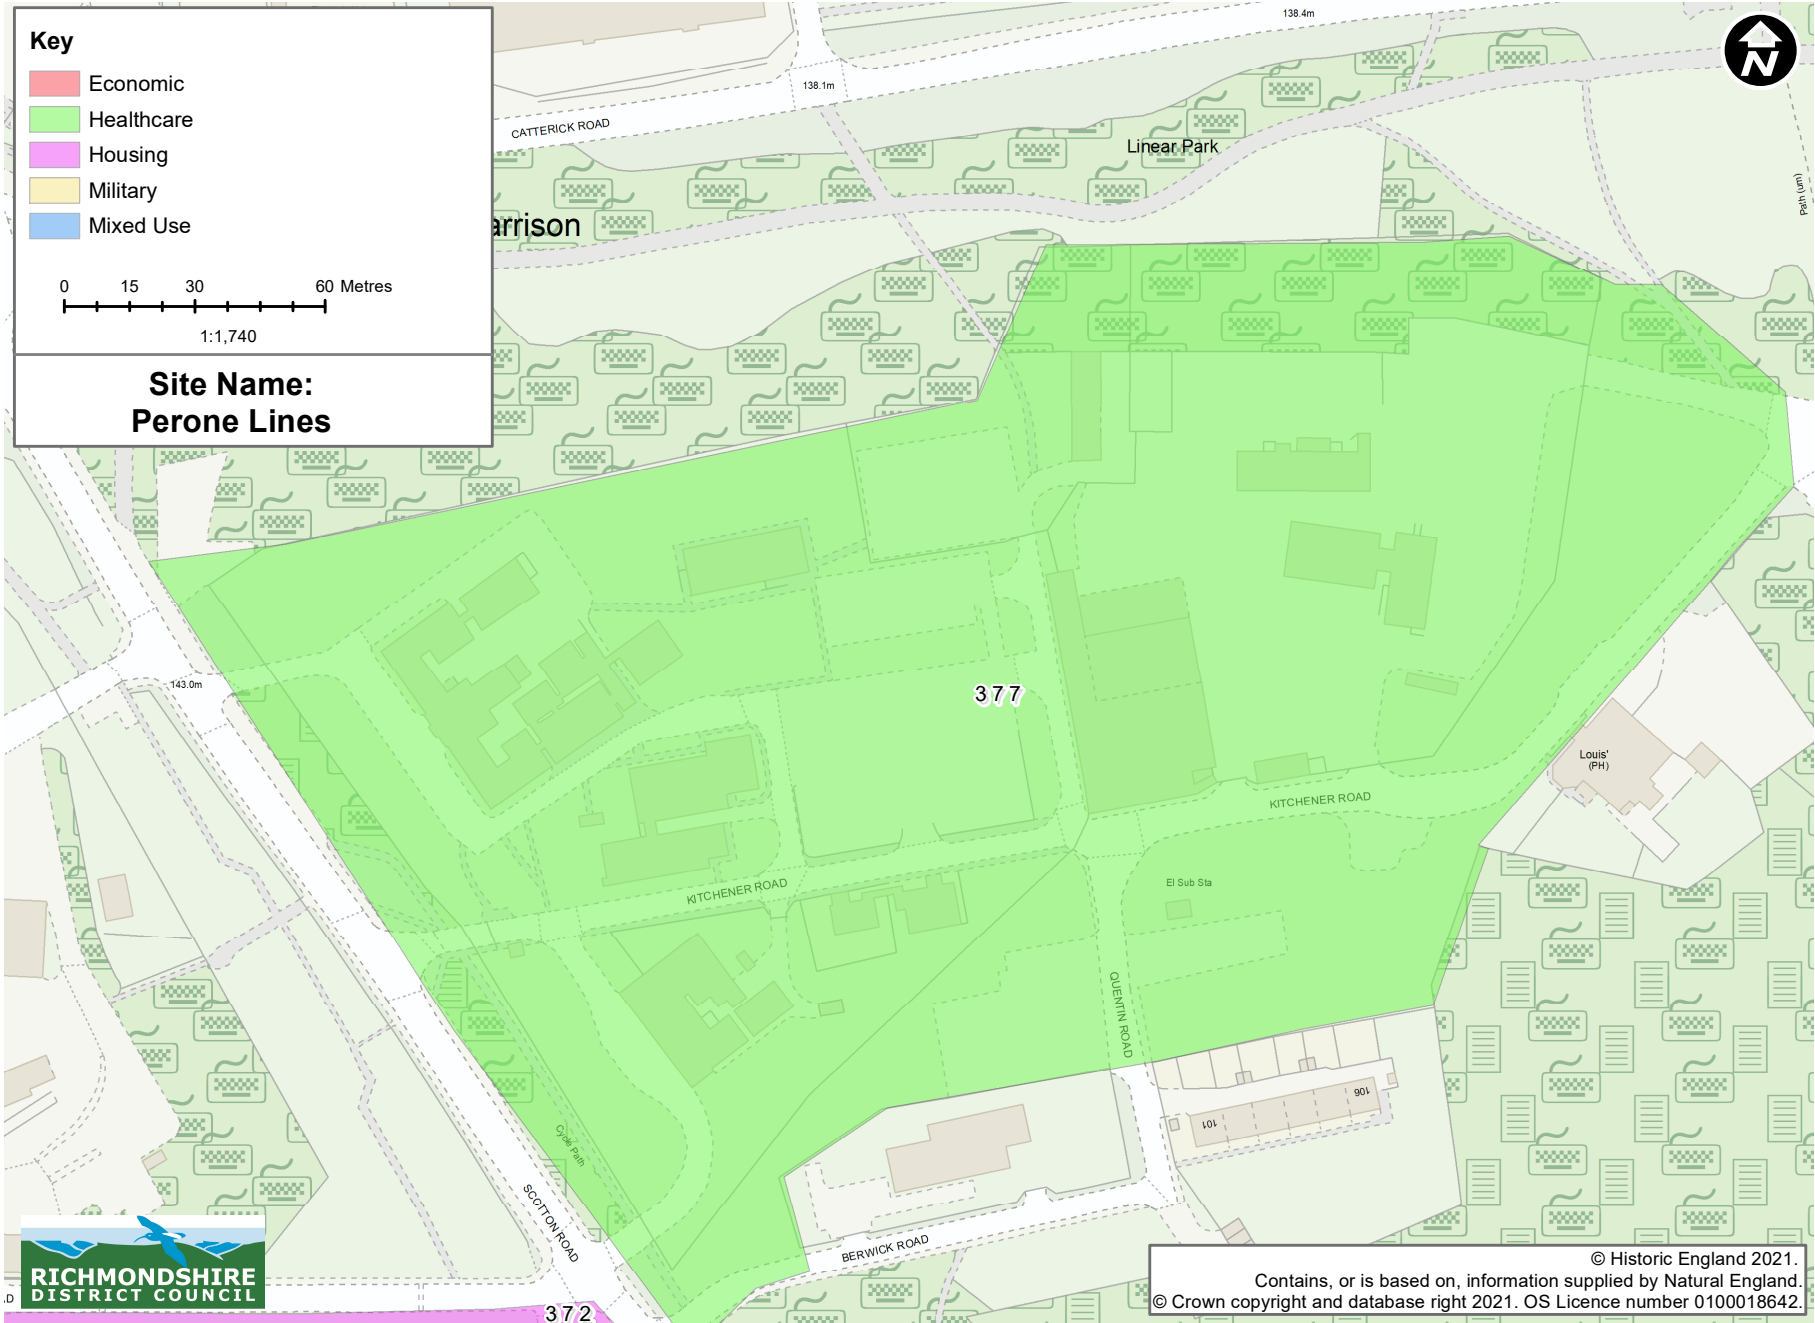 Key
Economic
Healthcare
Housing
Military
Mixed Use
0 15 30 60 Metres
1:1,740
Site Name:
Perone Lines
N
138.4m
138.1m
CATTERICK ROAD
Linear Park
Path (um)
arrison
143.0m
377
Louis'
(PH)
KITCHENER ROAD
KITCHENER ROAD
El Sub Sta
QUENTIN ROAD
106
101
Cycle Path
SCOTTON ROAD
BERWICK ROAD
372
AD
RICHMONDSHIRE
DISTRICT COUNCIL
© Historic England 2021.
Contains, or is based on, information supplied by Natural England.
© Crown copyright and database right 2021. OS Licence number 0100018642.